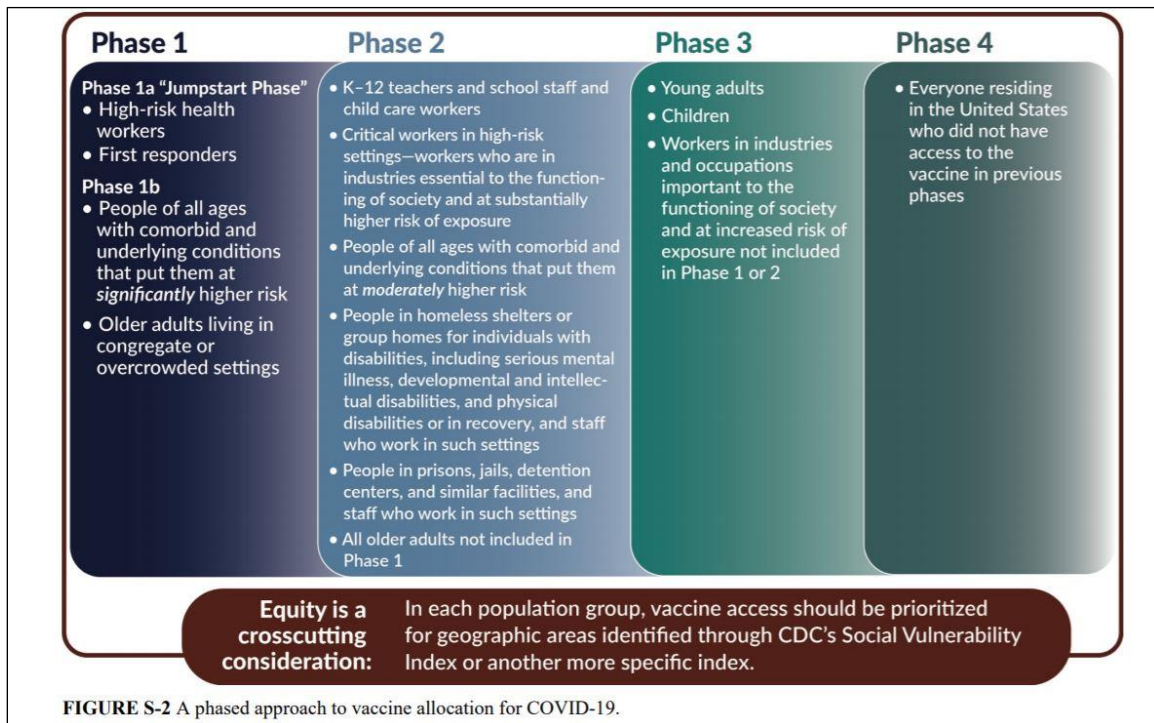 Phase 1
Phase 1a “Jumpstart Phase”
• High-risk health
workers
• First responders
Phase 1b
• People of all ages
with comorbid and
underlying conditions
that put them at
significantly higher risk
• Older adults living in
congregate or
overcrowded settings
Phase 2
• K–12 teachers and school staff and
child care workers
• Critical workers in high-risk
settings—workers who are in
industries essential to the function-
ing of society and at substantially
higher risk of exposure
• People of all ages with comorbid and
underlying conditions that put them
at moderately higher risk
• People in homeless shelters or
group homes for individuals with
disabilities, including serious mental
illness, developmental and intellec-
tual disabilities, and physical
disabilities or in recovery, and staff
who work in such settings
• People in prisons, jails, detention
centers, and similar facilities, and
staff who work in such settings
• All older adults not included in
Phase 1
Phase 3
• Young adults
• Children
• Workers in industries
and occupations
important to the
functioning of society
and at increased risk of
exposure not included
in Phase 1 or 2
Phase 4
• Everyone residing
in the United States
who did not have
access to the
vaccine in previous
phases
Equity is a
crosscutting
consideration:
In each population group, vaccine access should be prioritized
for geographic areas identified through CDC’s Social Vulnerability
Index or another more specific index.
FIGURE S-2 A phased approach to vaccine allocation for COVID-19.